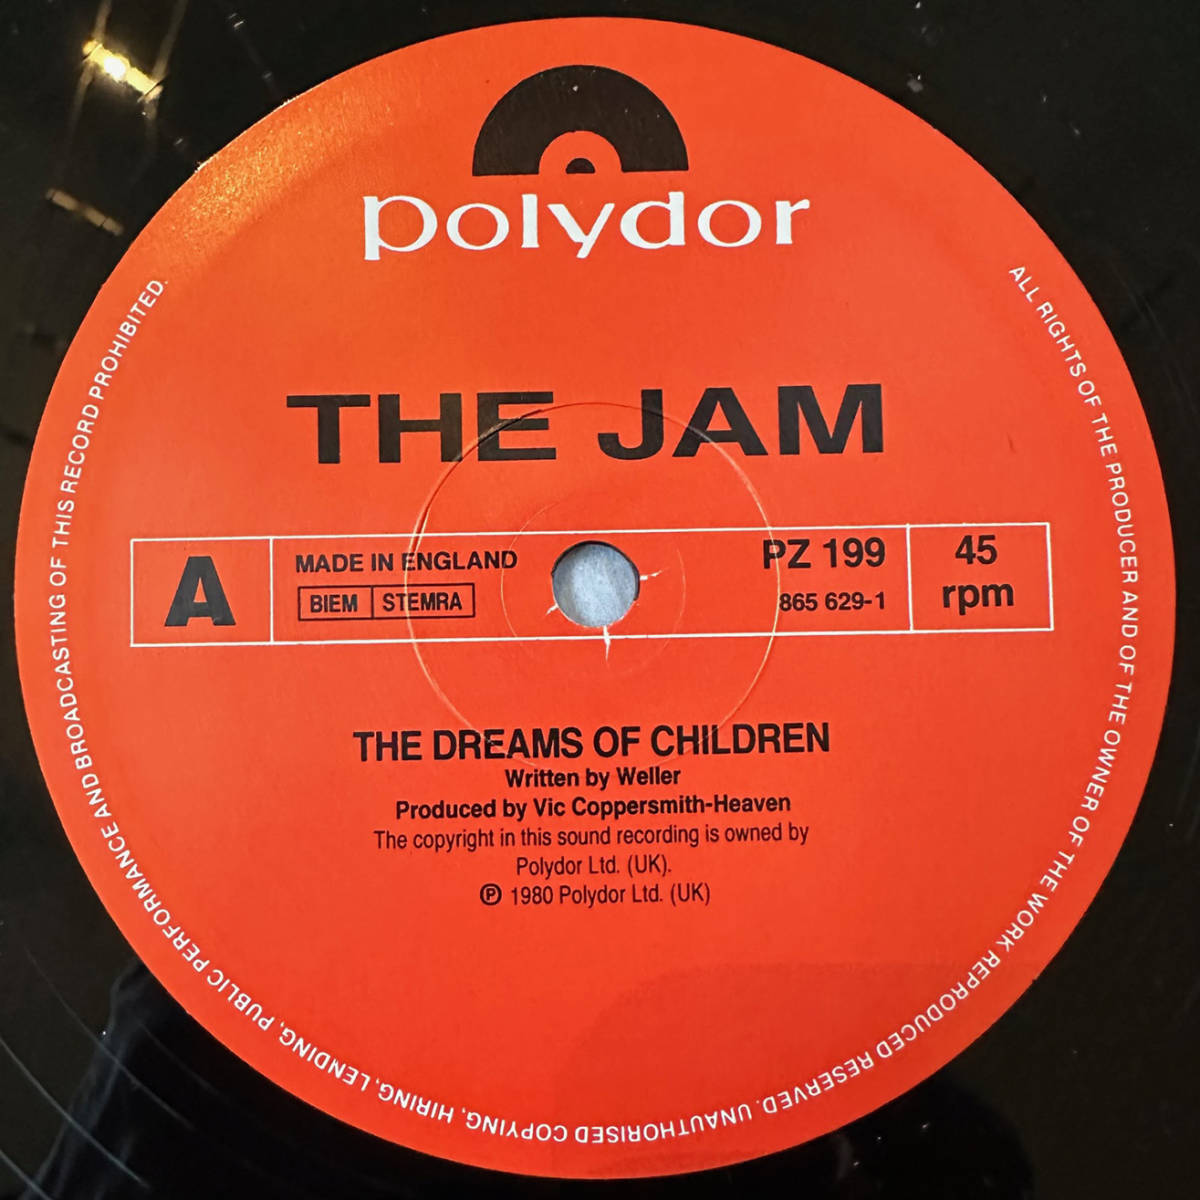 polydor
THE JAM
A
MADE IN ENGLAND
BIEM STEMRA
PZ 199
865 629-1
45
rpm
THE DREAMS OF CHILDREN
Written by Weller
Produced by Vic Coppersmith-Heaven
The copyright in this sound recording is owned by
Polydor Ltd. (UK).
℗ 1980 Polydor Ltd. (UK)
ALL RIGHTS OF THE PRODUCER AND OF THE OWNER OF THE WORK REPRODUCED RESERVED. UNAUTHORISED COPYING, HIRING, LENDING, PUBLIC PERFORMANCE AND BROADCASTING OF THIS RECORD PROHIBITED.